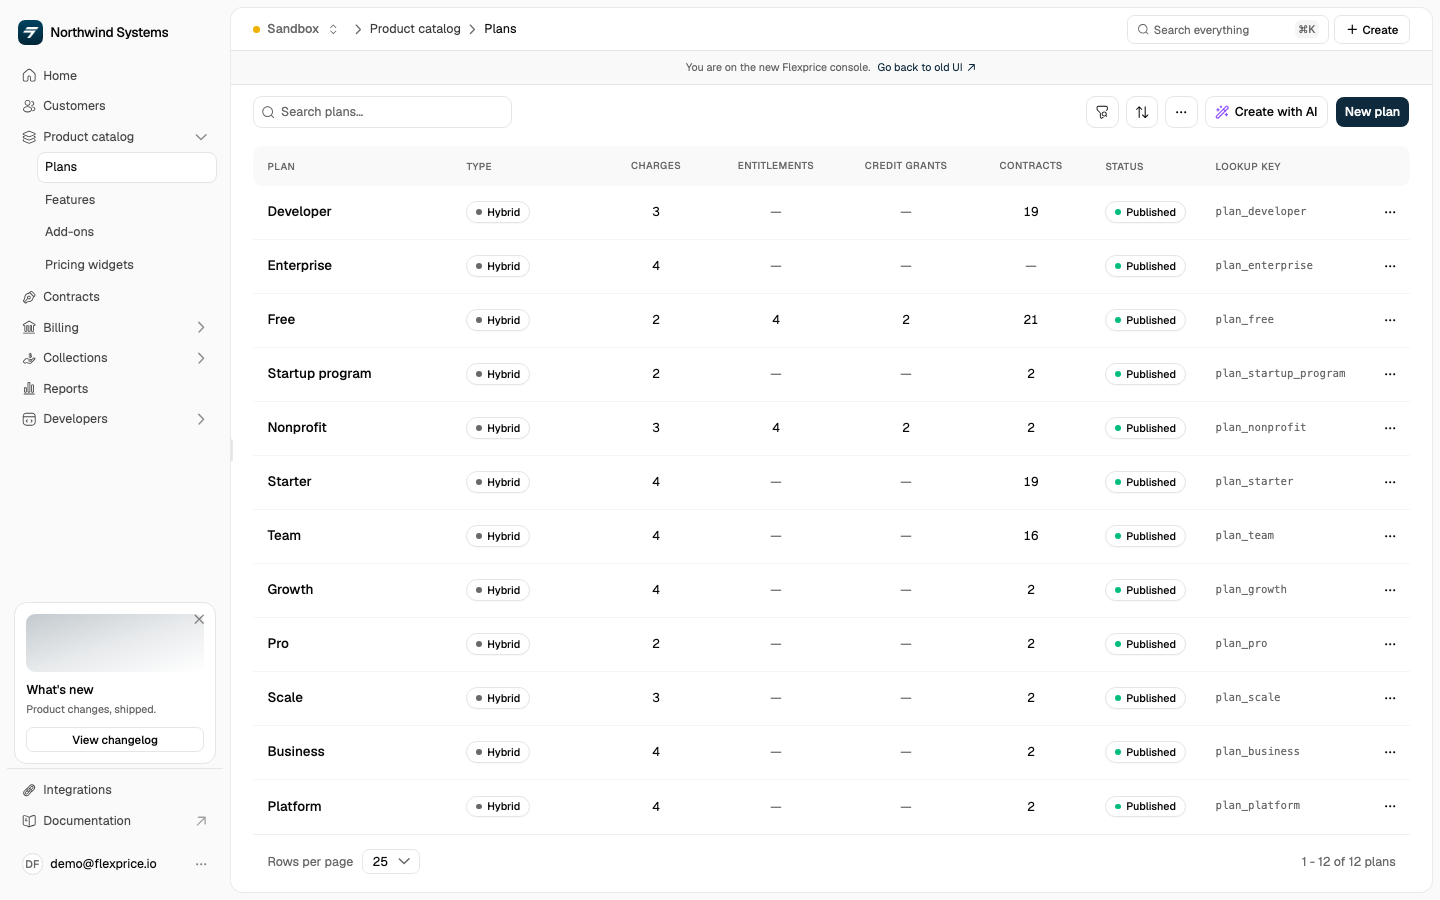 Northwind Systems
Home
Customers
Product catalog
Plans
Features
Add-ons
Pricing widgets
Contracts
Billing
Collections
Reports
Developers
What's new
Product changes, shipped.
View changelog
Integrations
Documentation
DF demo@flexprice.io
Sandbox Product catalog Plans
Search everything ⌘K Create
You are on the new Flexprice console. Go back to old UI
Search plans... Create with AI New plan
PLAN TYPE CHARGES ENTITLEMENTS CREDIT GRANTS CONTRACTS STATUS LOOKUP KEY
Developer Hybrid 3 — — 19 Published plan_developer
Enterprise Hybrid 4 — — — Published plan_enterprise
Free Hybrid 2 4 2 21 Published plan_free
Startup program Hybrid 2 — — 2 Published plan_startup_program
Nonprofit Hybrid 3 4 2 2 Published plan_nonprofit
Starter Hybrid 4 — — 19 Published plan_starter
Team Hybrid 4 — — 16 Published plan_team
Growth Hybrid 4 — — 2 Published plan_growth
Pro Hybrid 2 — — 2 Published plan_pro
Scale Hybrid 3 — — 2 Published plan_scale
Business Hybrid 4 — — 2 Published plan_business
Platform Hybrid 4 — — 2 Published plan_platform
Rows per page 25 1 - 12 of 12 plans